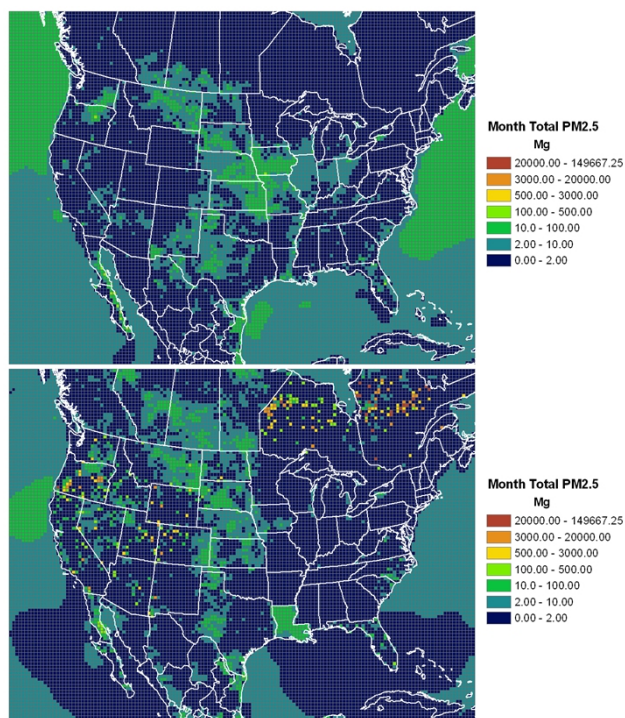 Month Total PM2.5
Mg
20000.00 - 149667.25
3000.00 - 20000.00
500.00 - 3000.00
100.00 - 500.00
10.0 - 100.00
2.00 - 10.00
0.00 - 2.00
Month Total PM2.5
Mg
20000.00 - 149667.25
3000.00 - 20000.00
500.00 - 3000.00
100.00 - 500.00
10.0 - 100.00
2.00 - 10.00
0.00 - 2.00